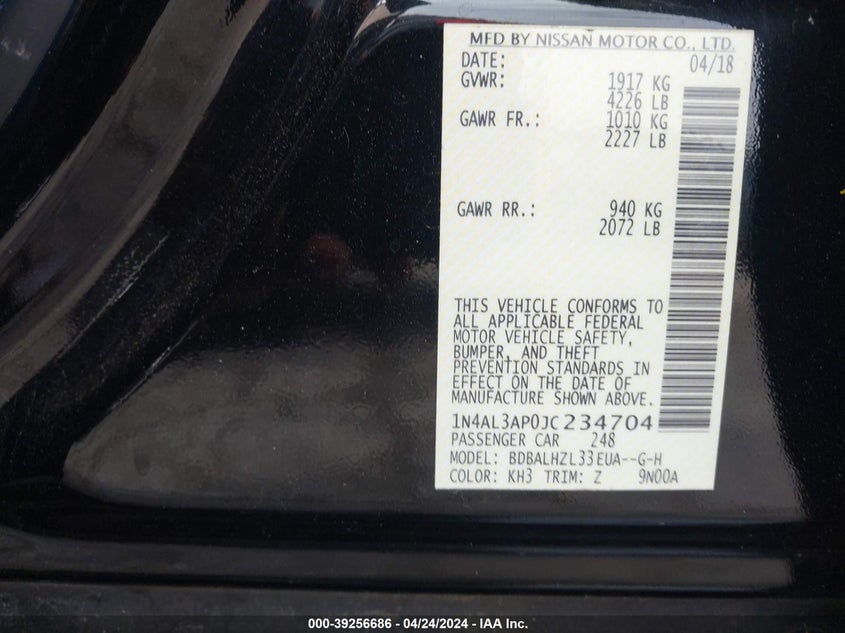 MFD BY NISSAN MOTOR CO., LTD.
DATE: 04/18
GVWR: 1917 KG
4226 LB
GAWR FR.: 1010 KG
2227 LB
GAWR RR.: 940 KG
2072 LB
THIS VEHICLE CONFORMS TO
ALL APPLICABLE FEDERAL
MOTOR VEHICLE SAFETY,
BUMPER, AND THEFT
PREVENTION STANDARDS IN
EFFECT ON THE DATE OF
MANUFACTURE SHOWN ABOVE.
1N4AL3AP0JC234704
PASSENGER CAR 248
MODEL: BDBALHZL33EUA--G-H
COLOR: KH3 TRIM: Z 9N00A
000-39256686 - 04/24/2024 - IAA Inc.